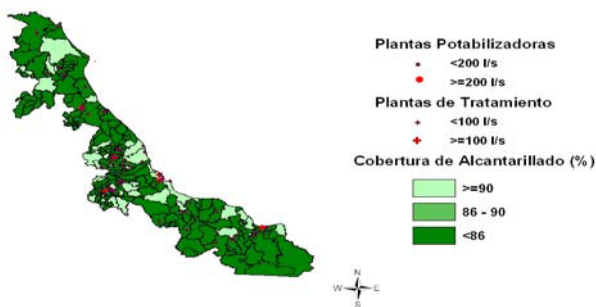 Plantas Potabilizadoras
<200 l/s
>=200 l/s
Plantas de Tratamiento
<100 l/s
>=100 l/s
Cobertura de Alcantarillado (%)
>=90
86 - 90
<86
N
W E
S